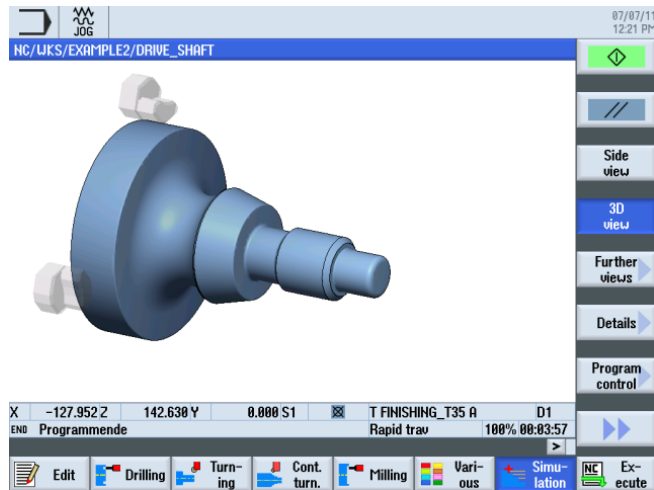 07/07/11
12:21 PM
JOG
NC/WKS/EXAMPLE2/DRIVE_SHAFT
Side
view
3D
view
Further
views
Details
Program
control
X -127.952 Z 142.630 Y 0.000 S1 T FINISHING_T35 A D1
END Programmende Rapid trav 100% 00:03:57
>
Edit
Drilling
Turn-
ing
Cont.
turn.
Milling
Vari-
ous
Simu-
lation
NC
Ex-
ecute